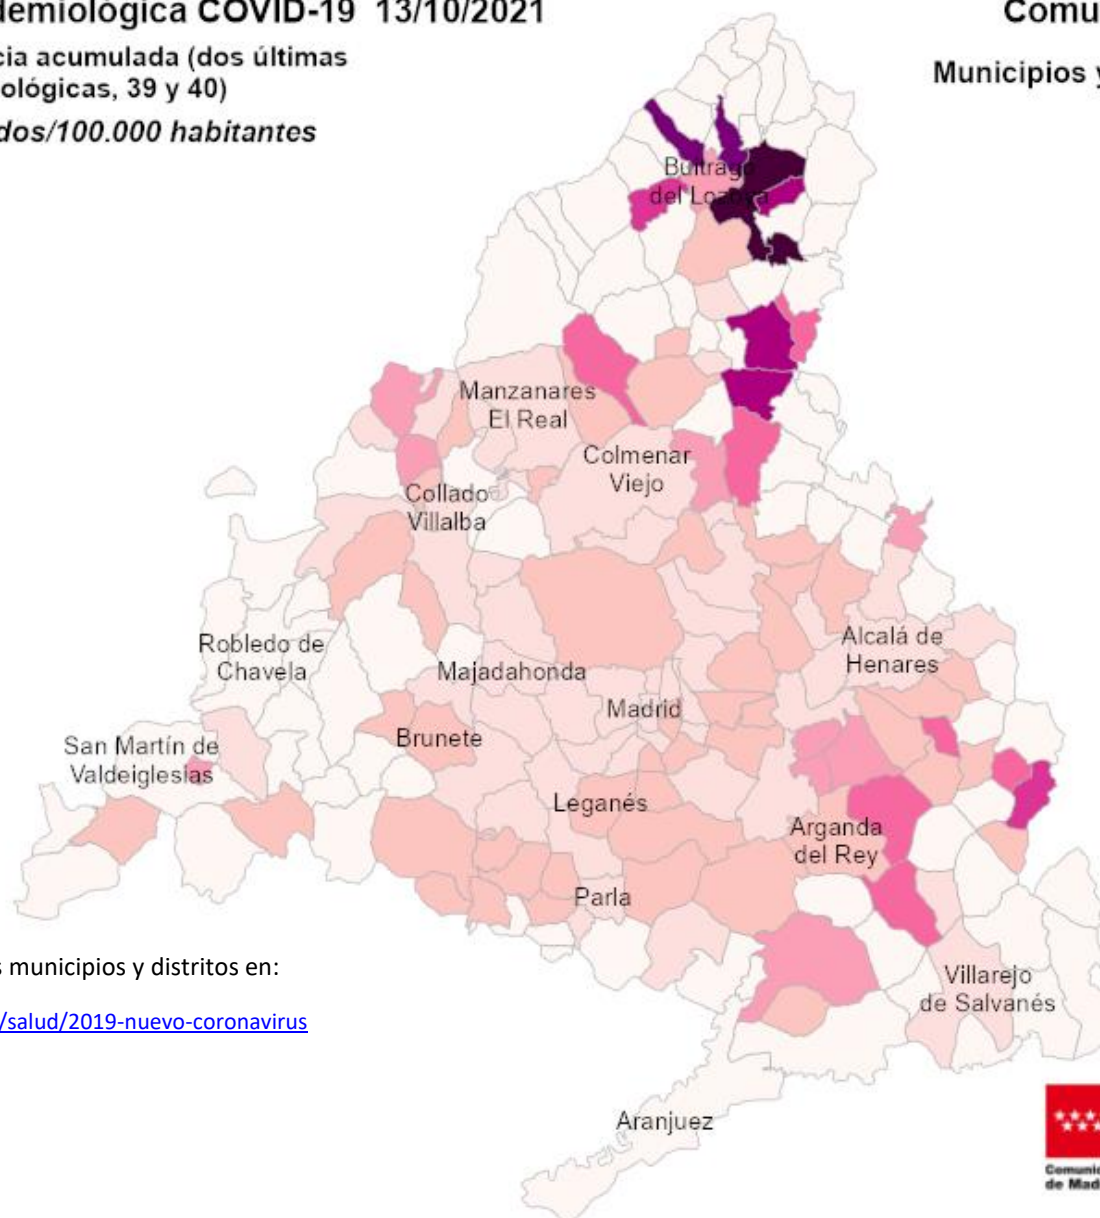 demiológica COVID-19 13/10/2021
Comu
cia acumulada (dos últimas
ológicas, 39 y 40)
Municipios y
dos/100.000 habitantes
Buitrago
del Lozoya
Manzanares
El Real
Colmenar
Viejo
Collado
Villalba
Robledo de
Chavela
Alcalá de
Henares
Majadahonda
Madrid
San Martín de
Valdeiglesias
Brunete
Leganés
Arganda
del Rey
Parla
s municipios y distritos en:
Villarejo
de Salvanés
/salud/2019-nuevo-coronavirus
Aranjuez
Comunid
de Mad